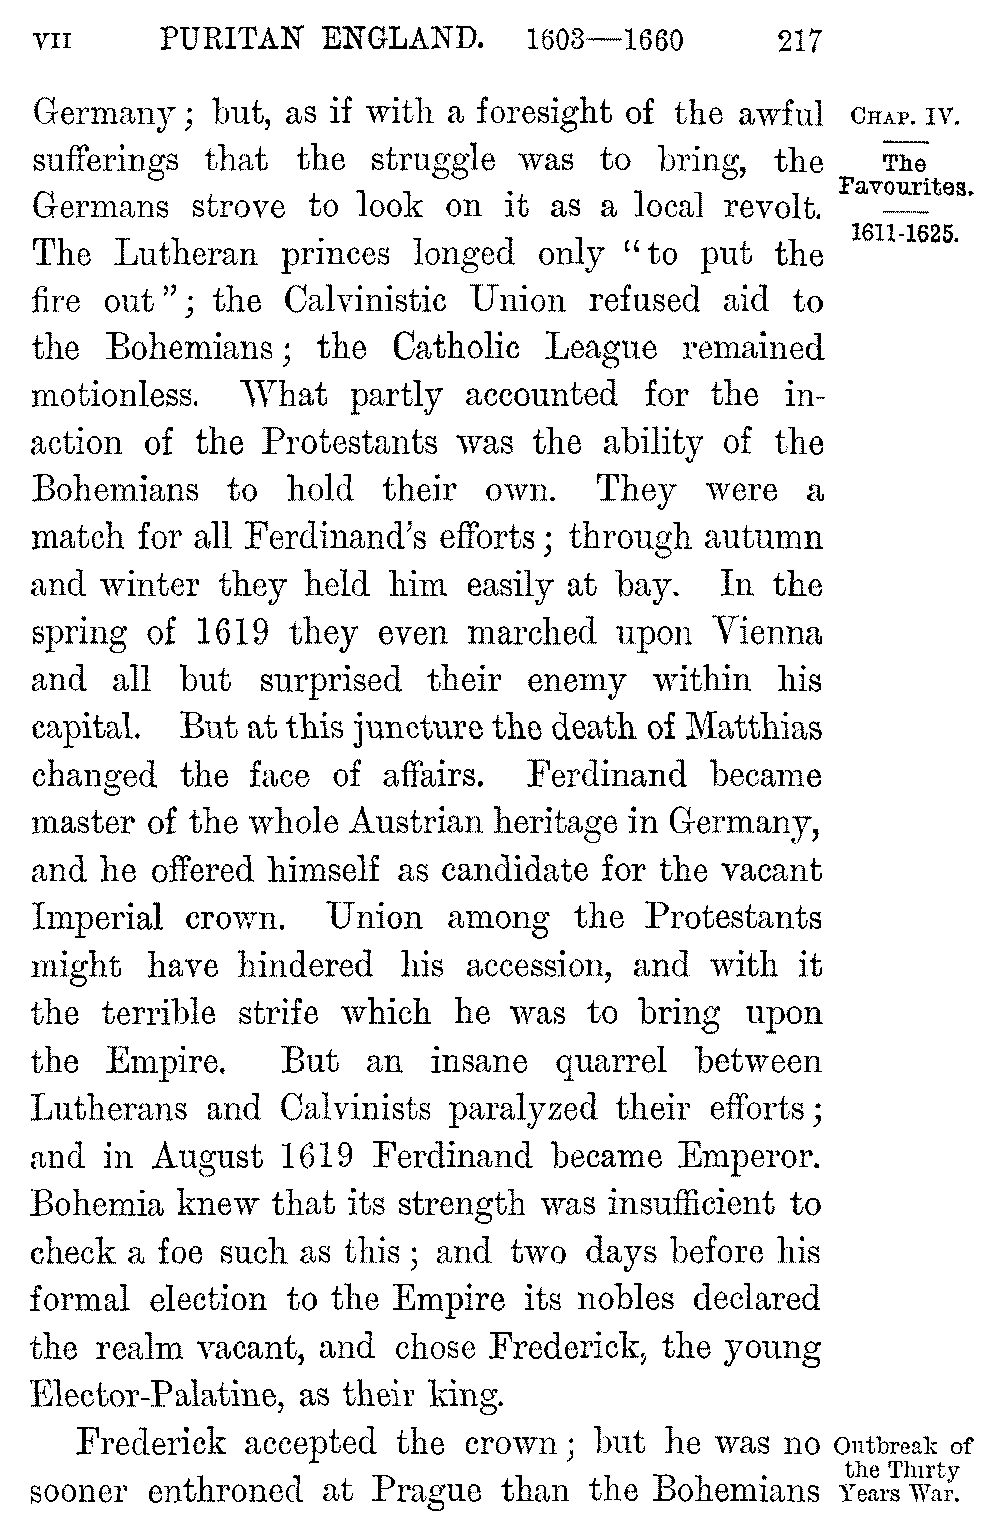 VII PURITAN ENGLAND. 1603—1660 217
Germany; but, as if with a foresight of the awful
sufferings that the struggle was to bring, the
Germans strove to look on it as a local revolt.
The Lutheran princes longed only “to put the
fire out”; the Calvinistic Union refused aid to
the Bohemians; the Catholic League remained
motionless. What partly accounted for the in-
action of the Protestants was the ability of the
Bohemians to hold their own. They were a
match for all Ferdinand's efforts; through autumn
and winter they held him easily at bay. In the
spring of 1619 they even marched upon Vienna
and all but surprised their enemy within his
capital. But at this juncture the death of Matthias
changed the face of affairs. Ferdinand became
master of the whole Austrian heritage in Germany,
and he offered himself as candidate for the vacant
Imperial crown. Union among the Protestants
might have hindered his accession, and with it
the terrible strife which he was to bring upon
the Empire. But an insane quarrel between
Lutherans and Calvinists paralyzed their efforts;
and in August 1619 Ferdinand became Emperor.
Bohemia knew that its strength was insufficient to
check a foe such as this; and two days before his
formal election to the Empire its nobles declared
the realm vacant, and chose Frederick, the young
Elector-Palatine, as their king.
Frederick accepted the crown; but he was no
sooner enthroned at Prague than the Bohemians
CHAP. IV.
The
Favourites.
1611-1625.
Outbreak of
the Thirty
Years War.